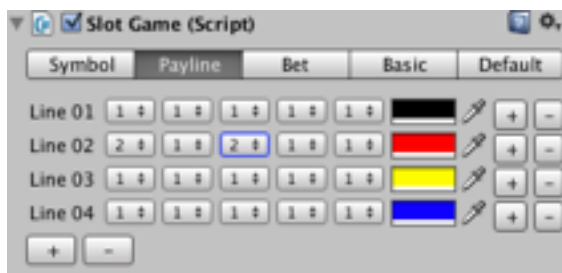 Slot Game (Script)
Symbol Payline Bet Basic Default
Line 01 1 1 1 1 1 + -
Line 02 2 1 2 1 1 + -
Line 03 1 1 1 1 1 + -
Line 04 1 1 1 1 1 + -
+ -